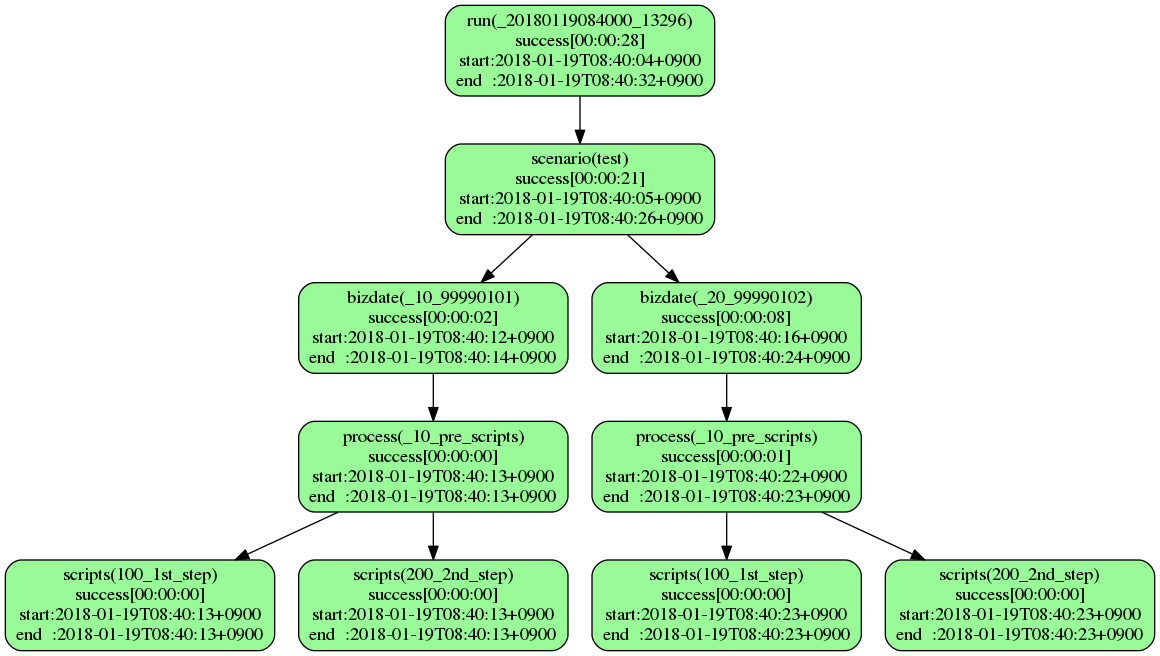 run(_20180119084000_13296)
success[00:00:28]
start:2018-01-19T08:40:04+0900
end  :2018-01-19T08:40:32+0900
scenario(test)
success[00:00:21]
start:2018-01-19T08:40:05+0900
end  :2018-01-19T08:40:26+0900
bizdate(_10_99990101)
success[00:00:02]
start:2018-01-19T08:40:12+0900
end  :2018-01-19T08:40:14+0900
bizdate(_20_99990102)
success[00:00:08]
start:2018-01-19T08:40:16+0900
end  :2018-01-19T08:40:24+0900
process(_10_pre_scripts)
success[00:00:00]
start:2018-01-19T08:40:13+0900
end  :2018-01-19T08:40:13+0900
process(_10_pre_scripts)
success[00:00:01]
start:2018-01-19T08:40:22+0900
end  :2018-01-19T08:40:23+0900
scripts(100_1st_step)
success[00:00:00]
start:2018-01-19T08:40:13+0900
end  :2018-01-19T08:40:13+0900
scripts(200_2nd_step)
success[00:00:00]
start:2018-01-19T08:40:13+0900
end  :2018-01-19T08:40:13+0900
scripts(100_1st_step)
success[00:00:00]
start:2018-01-19T08:40:23+0900
end  :2018-01-19T08:40:23+0900
scripts(200_2nd_step)
success[00:00:00]
start:2018-01-19T08:40:23+0900
end  :2018-01-19T08:40:23+0900